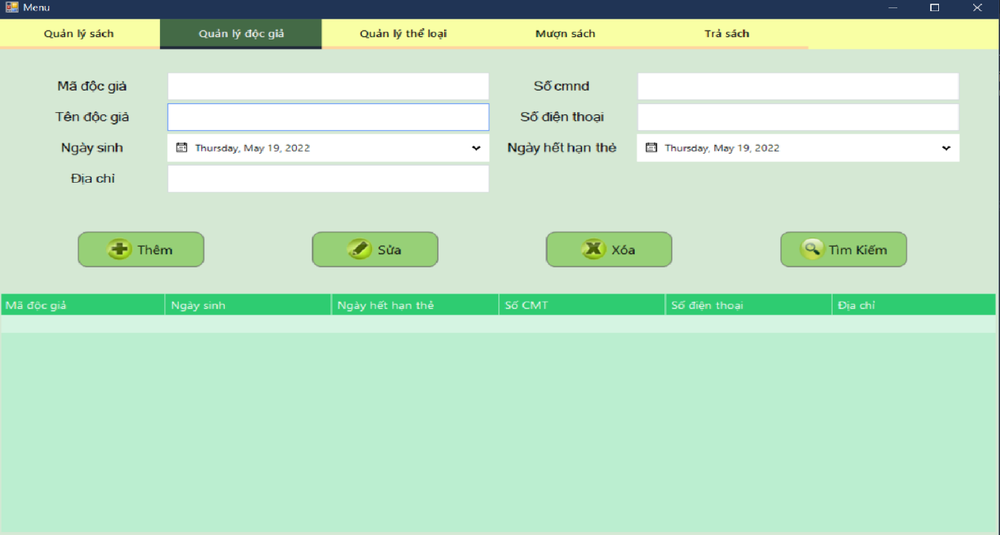 Menu
Quản lý sách Quản lý độc giả Quản lý thể loại Mượn sách Trả sách
Mã độc giả Số cmnd
Tên độc giả Số điện thoại
Ngày sinh Thursday, May 19, 2022 Ngày hết hạn thẻ Thursday, May 19, 2022
Địa chỉ
Thêm Sửa Xóa Tìm Kiếm
Mã độc giả Ngày sinh Ngày hết hạn thẻ Số CMT Số điện thoại Địa chỉ